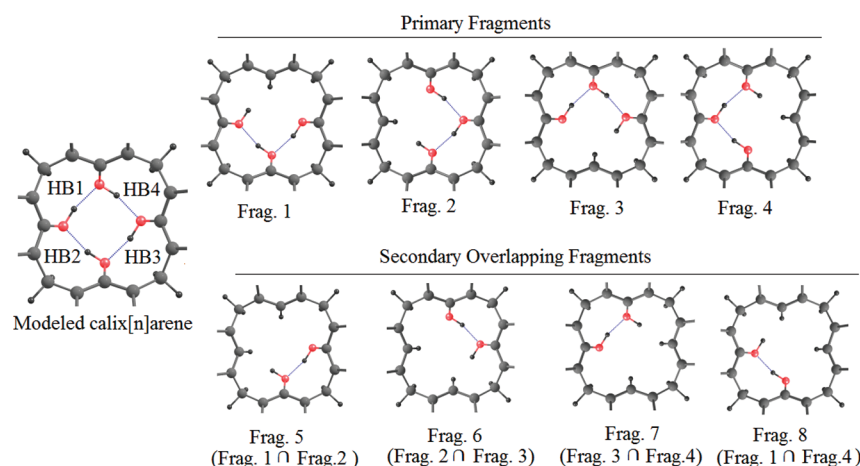 Primary Fragments
Frag. 1
Frag. 2
Frag. 3
Frag. 4
HB1
HB4
HB2
HB3
Modeled calix[n]arene
Secondary Overlapping Fragments
Frag. 5
(Frag. 1 ∩ Frag.2 )
Frag. 6
(Frag. 2 ∩ Frag. 3)
Frag. 7
(Frag. 3 ∩ Frag.4)
Frag. 8
(Frag. 1 ∩ Frag.4)